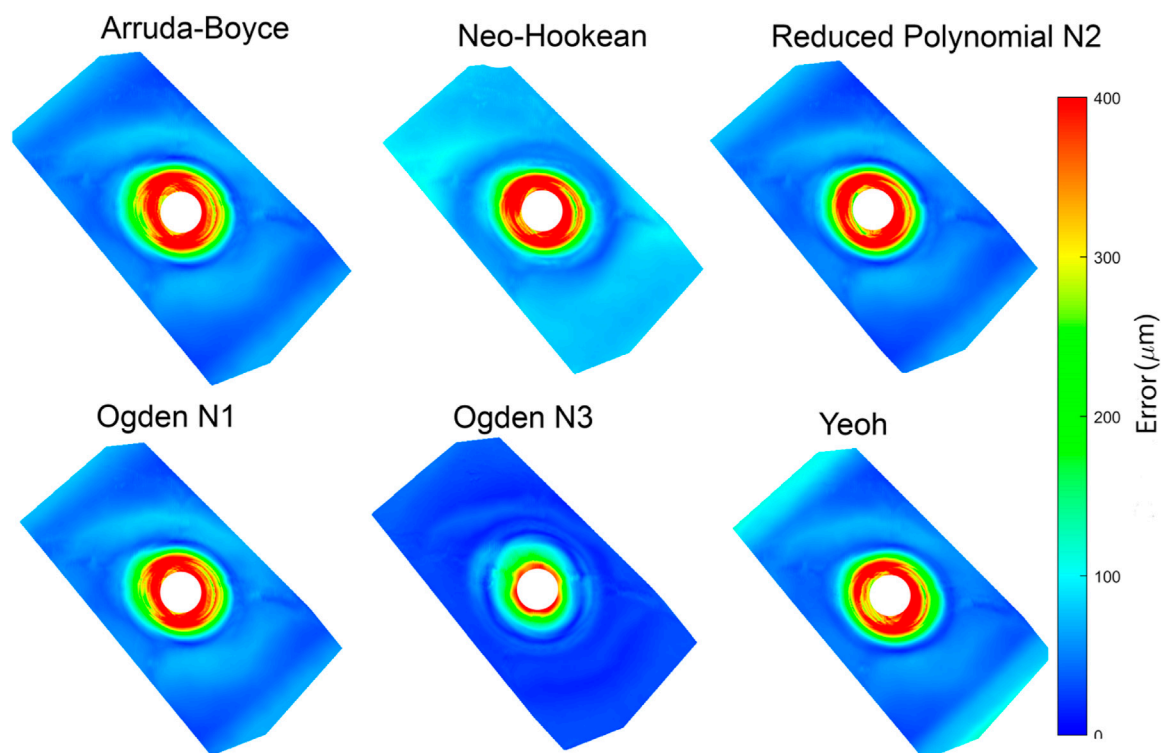 Arruda-Boyce
Neo-Hookean
Reduced Polynomial N2
400
300
200
100
0
Error (μm)
Ogden N1
Ogden N3
Yeoh